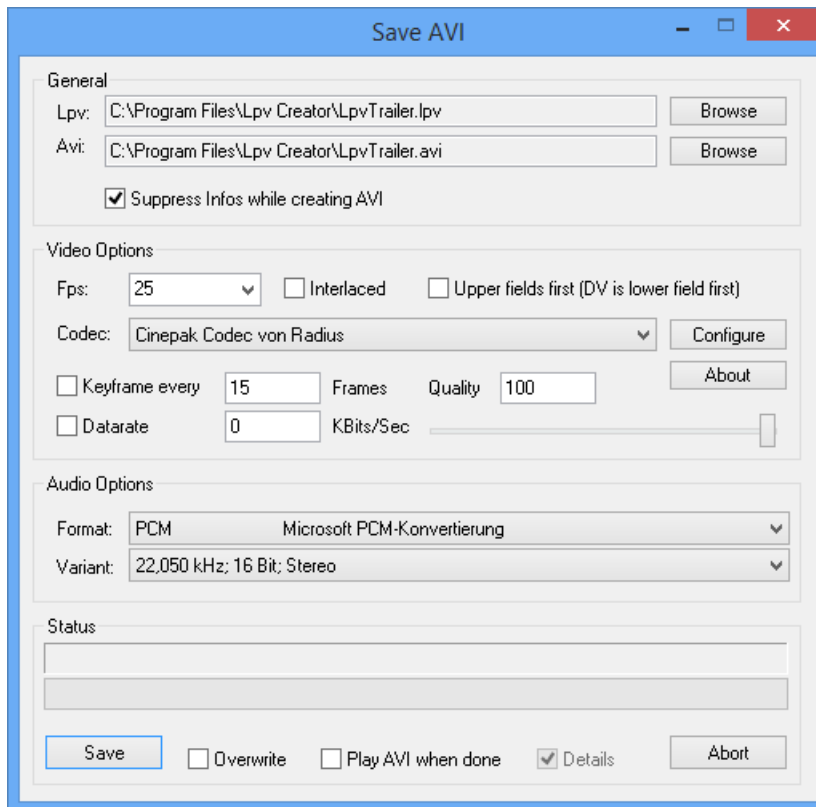 Save AVI
General
Lpv: C:\Program Files\Lpv Creator\LpvTrailer.lpv Browse
Avi: C:\Program Files\Lpv Creator\LpvTrailer.avi Browse
Suppress Infos while creating AVI
Video Options
Fps: 25 Interlaced Upper fields first (DV is lower field first)
Codec: Cinepak Codec von Radius Configure
About
Keyframe every 15 Frames Quality 100
Datarate 0 KBits/Sec
Audio Options
Format: PCM Microsoft PCM-Konvertierung
Variant: 22,050 kHz; 16 Bit; Stereo
Status
Save Overwrite Play AVI when done Details Abort